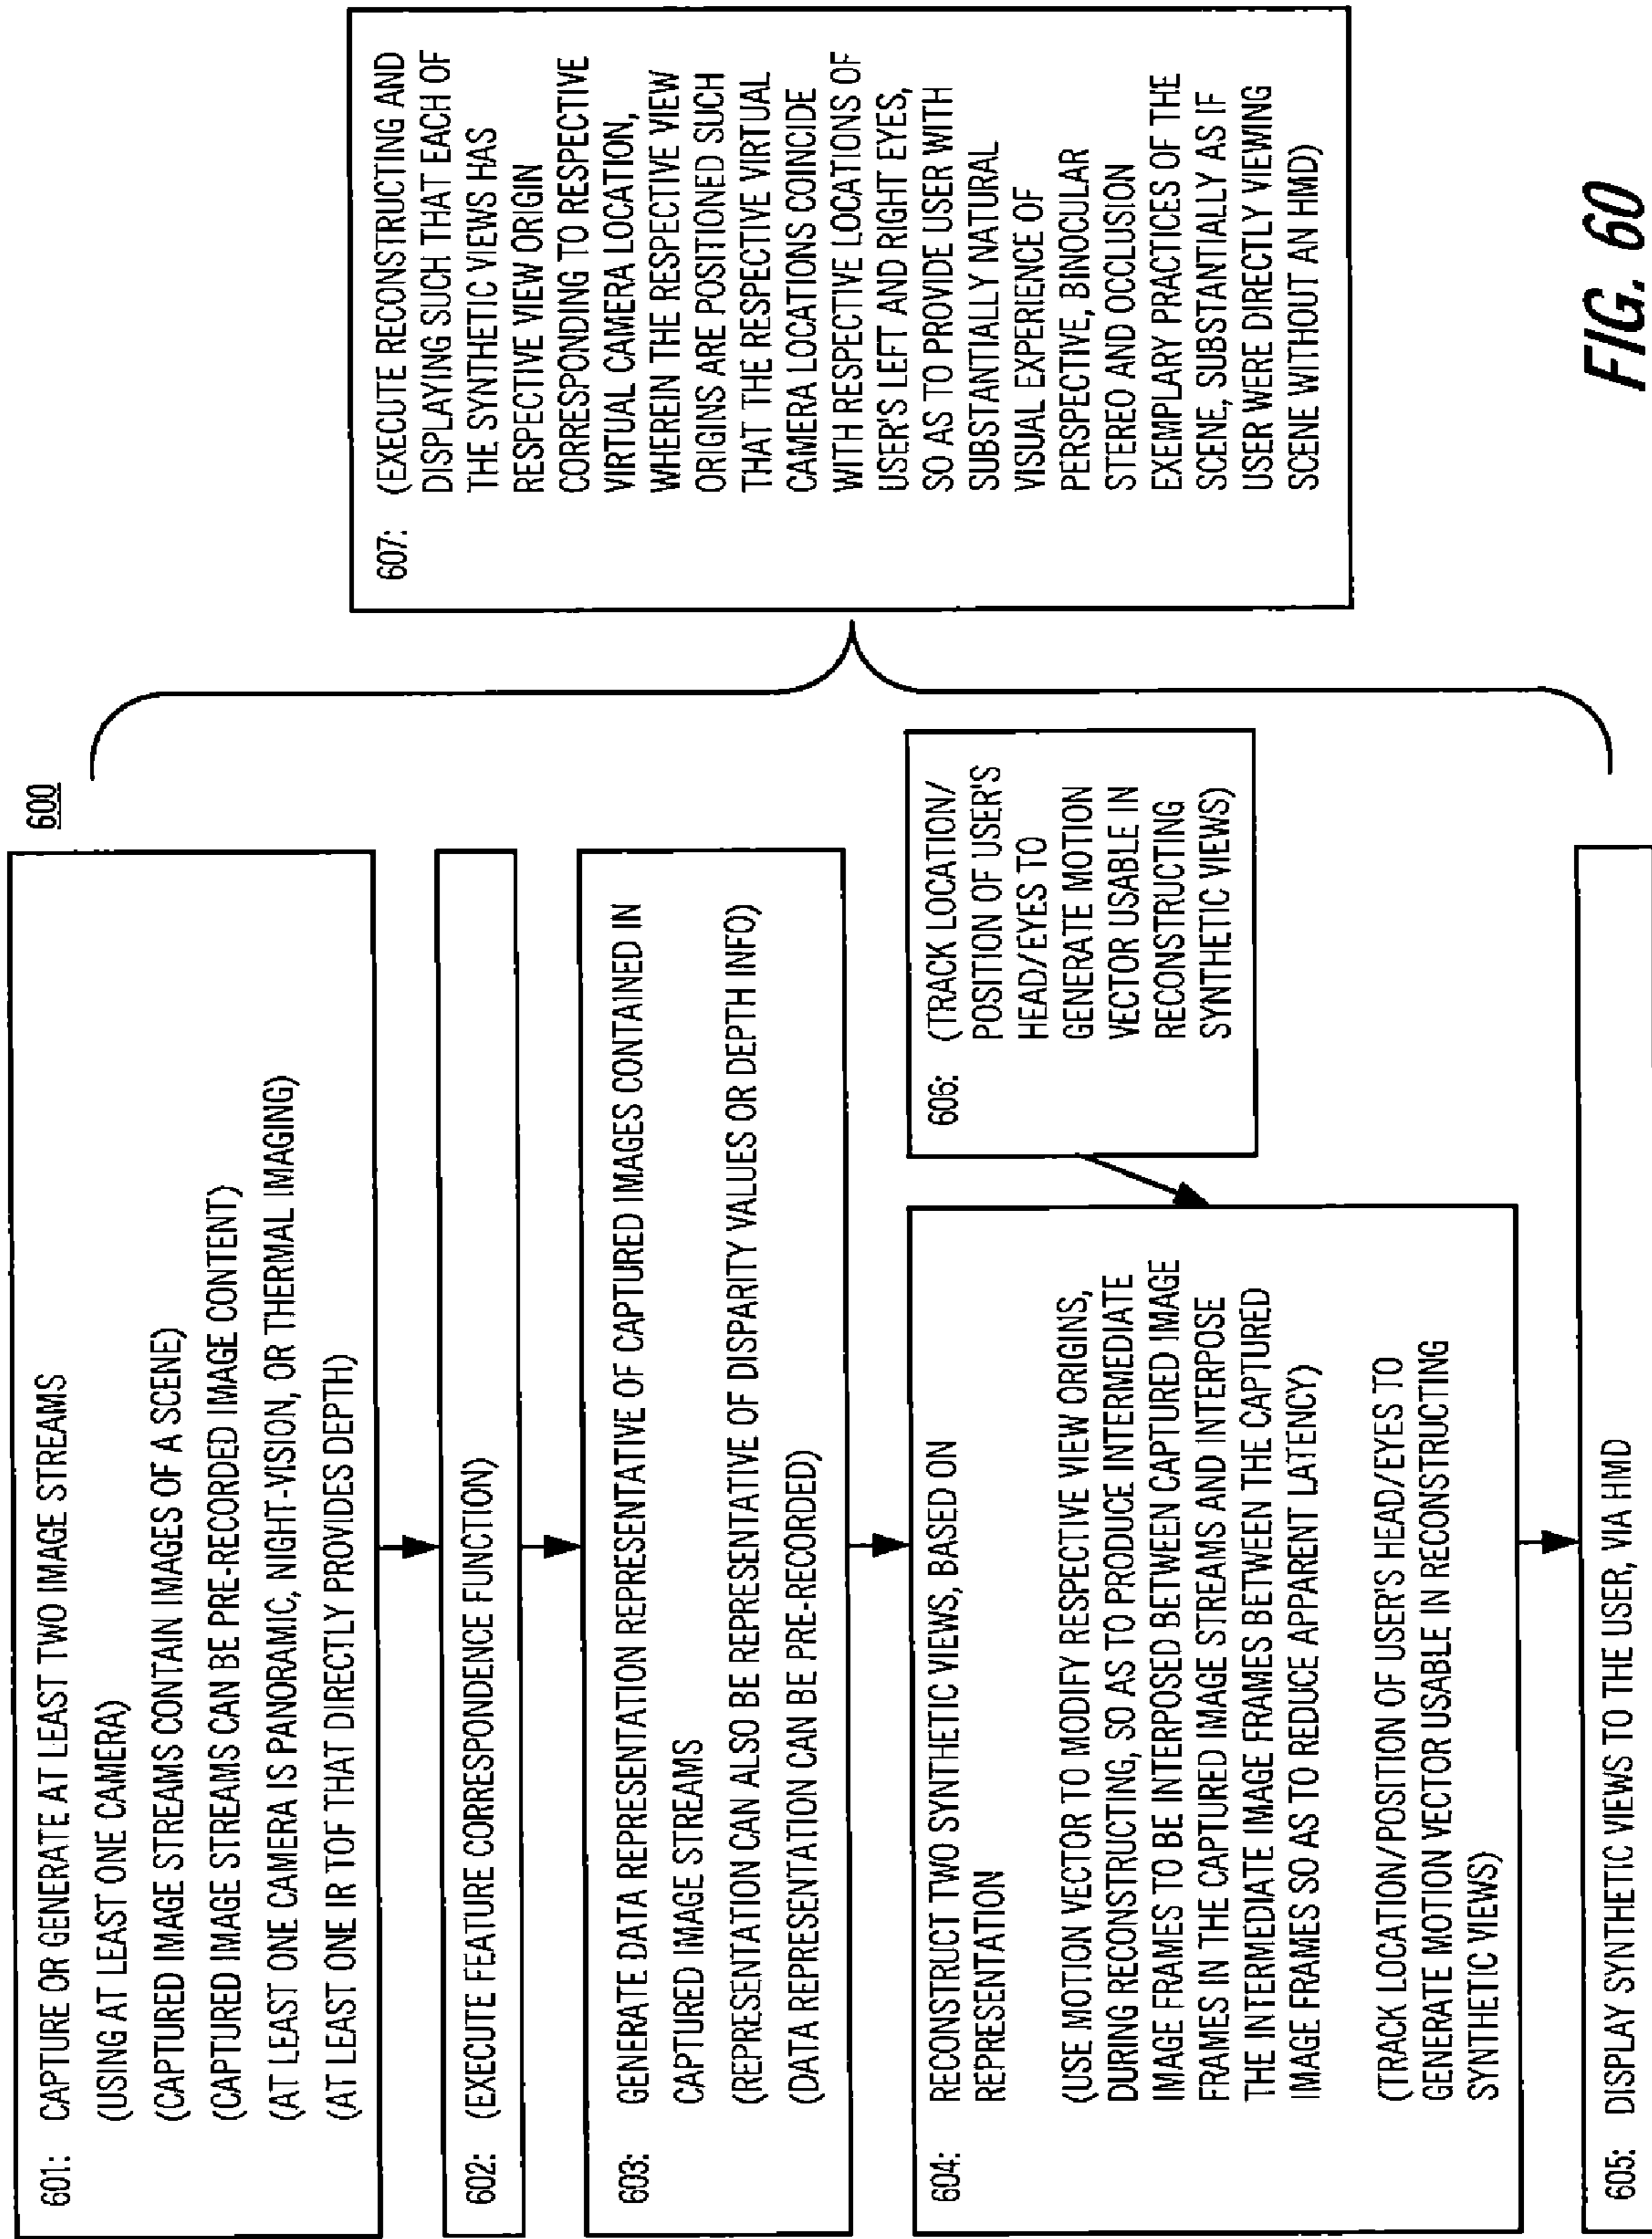 600
601: CAPTURE OR GENERATE AT LEAST TWO IMAGE STREAMS
(USING AT LEAST ONE CAMERA)
(CAPTURED IMAGE STREAMS CONTAIN IMAGES OF A SCENE)
(CAPTURED IMAGE STREAMS CAN BE PRE-RECORDED IMAGE CONTENT)
(AT LEAST ONE CAMERA IS PANORAMIC, NIGHT-VISION, OR THERMAL IMAGING)
(AT LEAST ONE IR TOF THAT DIRECTLY PROVIDES DEPTH)
602: (EXECUTE FEATURE CORRESPONDENCE FUNCTION)
603: GENERATE DATA REPRESENTATION REPRESENTATIVE OF CAPTURED IMAGES CONTAINED IN
CAPTURED IMAGE STREAMS
(REPRESENTATION CAN ALSO BE REPRESENTATIVE OF DISPARITY VALUES OR DEPTH INFO)
(DATA REPRESENTATION CAN BE PRE-RECORDED)
604: RECONSTRUCT TWO SYNTHETIC VIEWS, BASED ON
REPRESENTATION
(USE MOTION VECTOR TO MODIFY RESPECTIVE VIEW ORIGINS,
DURING RECONSTRUCTING, SO AS TO PRODUCE INTERMEDIATE
IMAGE FRAMES TO BE INTERPOSED BETWEEN CAPTURED IMAGE
FRAMES IN THE CAPTURED IMAGE STREAMS AND INTERPOSE
THE INTERMEDIATE IMAGE FRAMES BETWEEN THE CAPTURED
IMAGE FRAMES SO AS TO REDUCE APPARENT LATENCY)
(TRACK LOCATION/POSITION OF USER'S HEAD/EYES TO
GENERATE MOTION VECTOR USABLE IN RECONSTRUCTING
SYNTHETIC VIEWS)
606: (TRACK LOCATION/
POSITION OF USER'S
HEAD/EYES TO
GENERATE MOTION
VECTOR USABLE IN
RECONSTRUCTING
SYNTHETIC VIEWS)
605: DISPLAY SYNTHETIC VIEWS TO THE USER, VIA HMD
607: (EXECUTE RECONSTRUCTING AND
DISPLAYING SUCH THAT EACH OF
THE SYNTHETIC VIEWS HAS
RESPECTIVE VIEW ORIGIN
CORRESPONDING TO RESPECTIVE
VIRTUAL CAMERA LOCATION,
WHEREIN THE RESPECTIVE VIEW
ORIGINS ARE POSITIONED SUCH
THAT THE RESPECTIVE VIRTUAL
CAMERA LOCATIONS COINCIDE
WITH RESPECTIVE LOCATIONS OF
USER'S LEFT AND RIGHT EYES,
SO AS TO PROVIDE USER WITH
SUBSTANTIALLY NATURAL
VISUAL EXPERIENCE OF
PERSPECTIVE, BINOCULAR
STEREO AND OCCLUSION
EXEMPLARY PRACTICES OF THE
SCENE, SUBSTANTIALLY AS IF
USER WERE DIRECTLY VIEWING
SCENE WITHOUT AN HMD)
FIG. 60